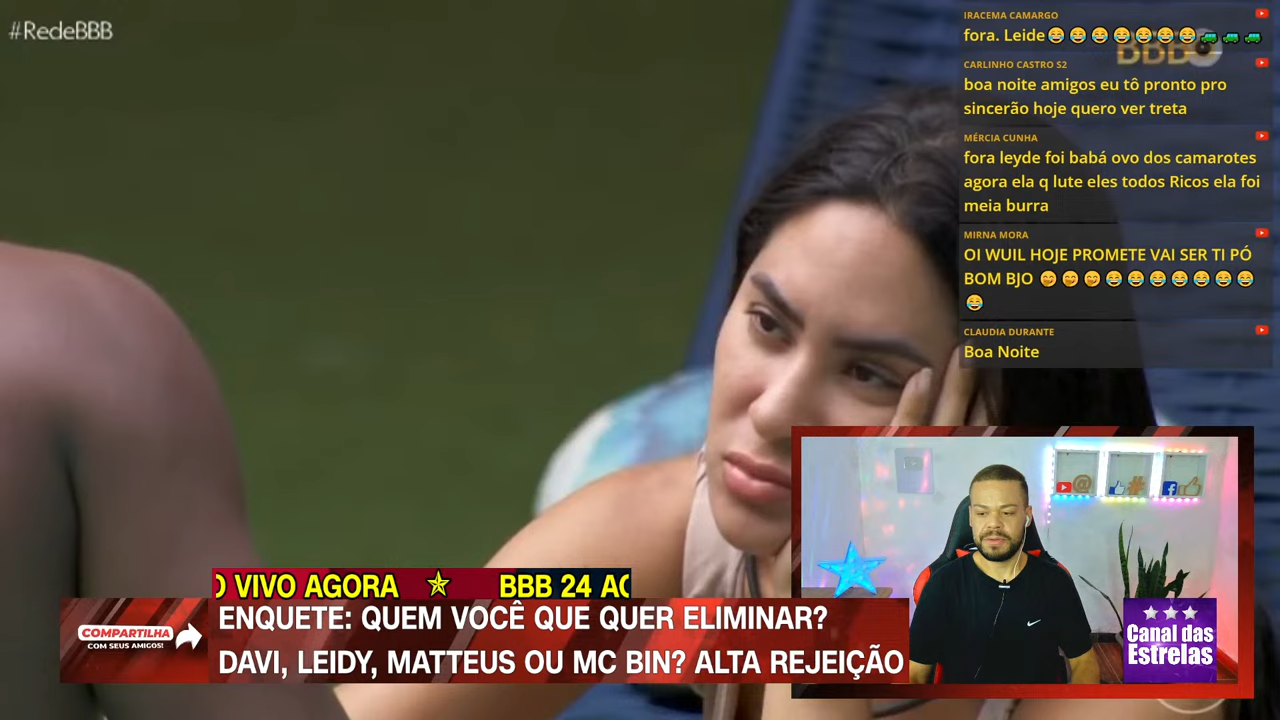 #RedeBBB
BBB
IRACEMA CAMARGO
fora. Leide😂😂😂😂😂😂😂🚙🚙🚙
CARLINHO CASTRO S2
boa noite amigos eu tô pronto pro
sincerão hoje quero ver treta
MÉRCIA CUNHA
fora leyde foi babá ovo dos camarotes
agora ela q lute eles todos Ricos ela foi
meia burra
MIRNA MORA
OI WUIL HOJE PROMETE VAI SER TI PÓ
BOM BJO 🤭🤭🤭😂😂😂😂😂😂😂
😂
CLAUDIA DURANTE
Boa Noite
O VIVO AGORA BBB 24 AO
COMPARTILHA
COM SEUS AMIGOS!
ENQUETE: QUEM VOCÊ QUE QUER ELIMINAR?
DAVI, LEIDY, MATTEUS OU MC BIN? ALTA REJEIÇÃO
Canal das
Estrelas